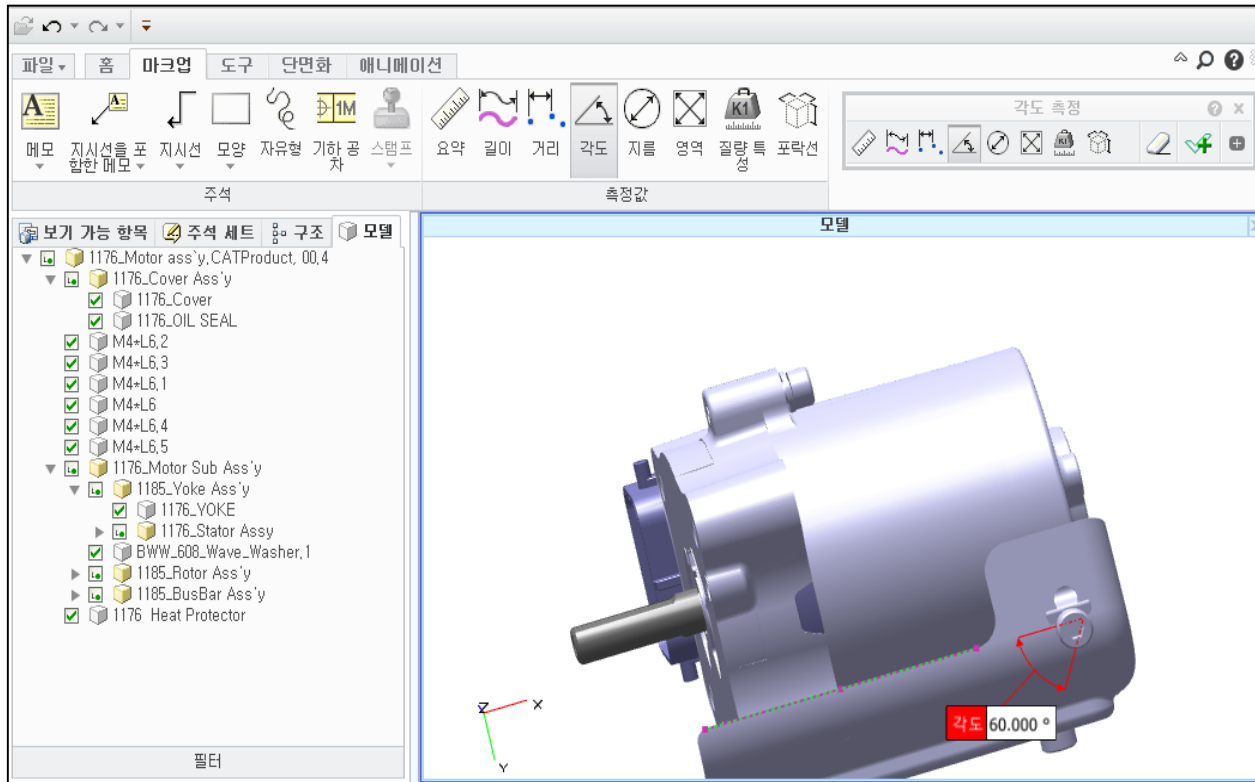 파일 홈 마크업 도구 단면화 애니메이션
A A 1M K1
메모 지시선을 포함한 메모 지시선 모양 자유형 기하 공차 스탬프 요약 길이 거리 각도 지름 영역 질량 특성 포락선
주석 측정값
각도 측정
보기 가능 항목 주석 세트 구조 모델
모델
1176_Motor ass'y.CATProduct, 00.4
1176_Cover Ass'y
1176_Cover
1176_OIL SEAL
M4*L6.2
M4*L6.3
M4*L6.1
M4*L6
M4*L6.4
M4*L6.5
1176_Motor Sub Ass'y
1185_Yoke Ass'y
1176_YOKE
1176_Stator Assy
BWW_608_Wave_Washer.1
1185_Rotor Ass'y
1185_BusBar Ass'y
1176 Heat Protector
필터
Z X
Y
각도 60.000 °